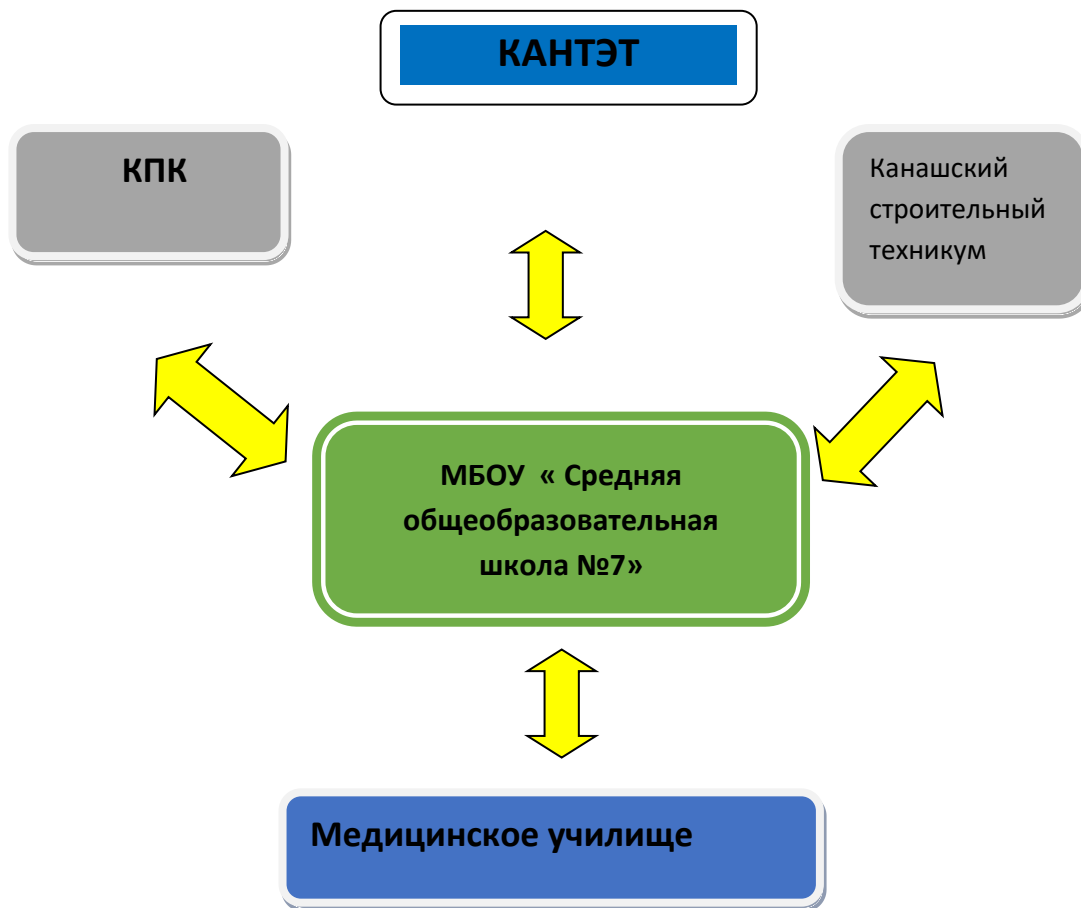 КАНТЭТ
КПК
Канашский
строительный
техникум
МБОУ « Средняя
общеобразовательная
школа №7»
Медицинское училище